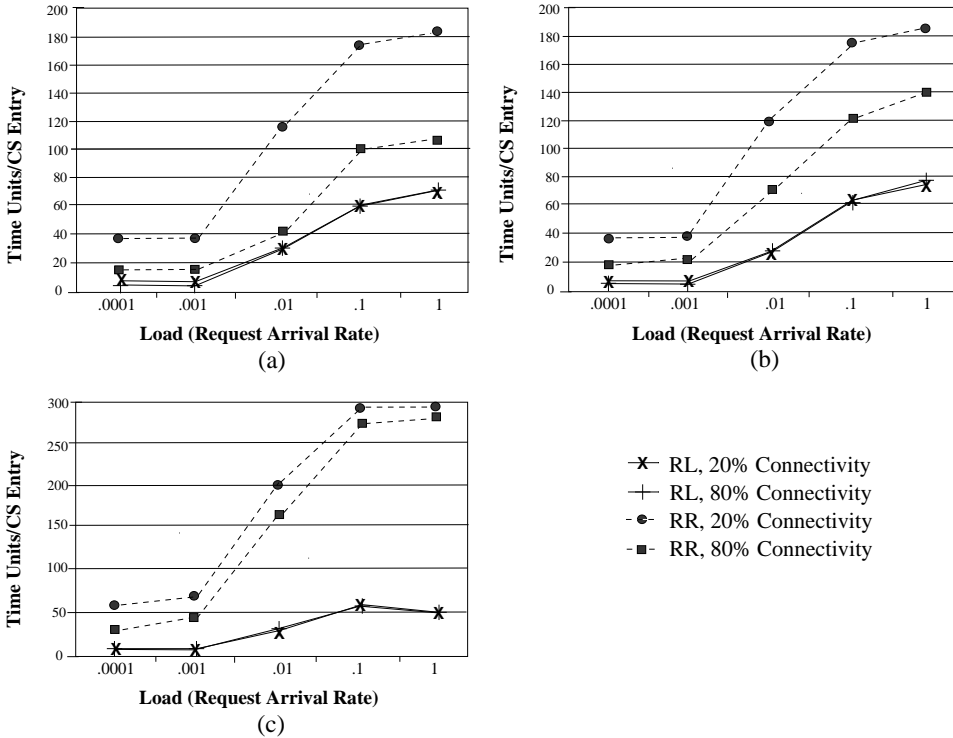 Time Units/CS Entry
200
180
160
140
120
100
80
60
40
20
0
.0001 .001 .01 .1 1
Load (Request Arrival Rate)
(a)
Time Units/CS Entry
200
180
160
140
120
100
80
60
40
20
0
.0001 .001 .01 .1 1
Load (Request Arrival Rate)
(b)
Time Units/CS Entry
300
250
200
150
200
150
100
50
0
.0001 .001 .01 .1 1
Load (Request Arrival Rate)
(c)
RL, 20% Connectivity
RL, 80% Connectivity
RR, 20% Connectivity
RR, 80% Connectivity